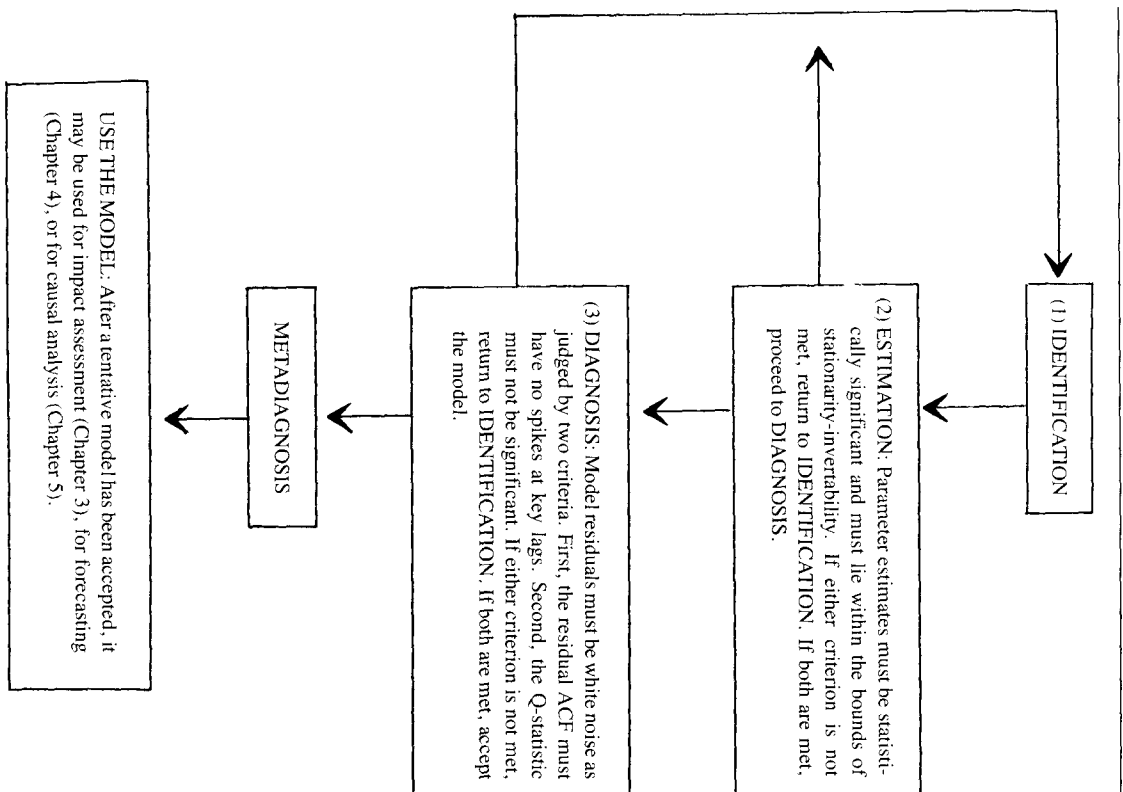 (1) IDENTIFICATION
(2) ESTIMATION: Parameter estimates must be statisti-
cally significant and must lie within the bounds of
stationarity-invertability. If either criterion is not
met, return to IDENTIFICATION. If both are met,
proceed to DIAGNOSIS.
(3) DIAGNOSIS: Model residuals must be white noise as
judged by two criteria. First, the residual ACF must
have no spikes at key lags. Second, the Q-statistic
must not be significant. If either criterion is not met,
return to IDENTIFICATION. If both are met, accept
the model.
METADIAGNOSIS
USE THE MODEL: After a tentative model has been accepted, it
may be used for impact assessment (Chapter 3), for forecasting
(Chapter 4), or for causal analysis (Chapter 5).